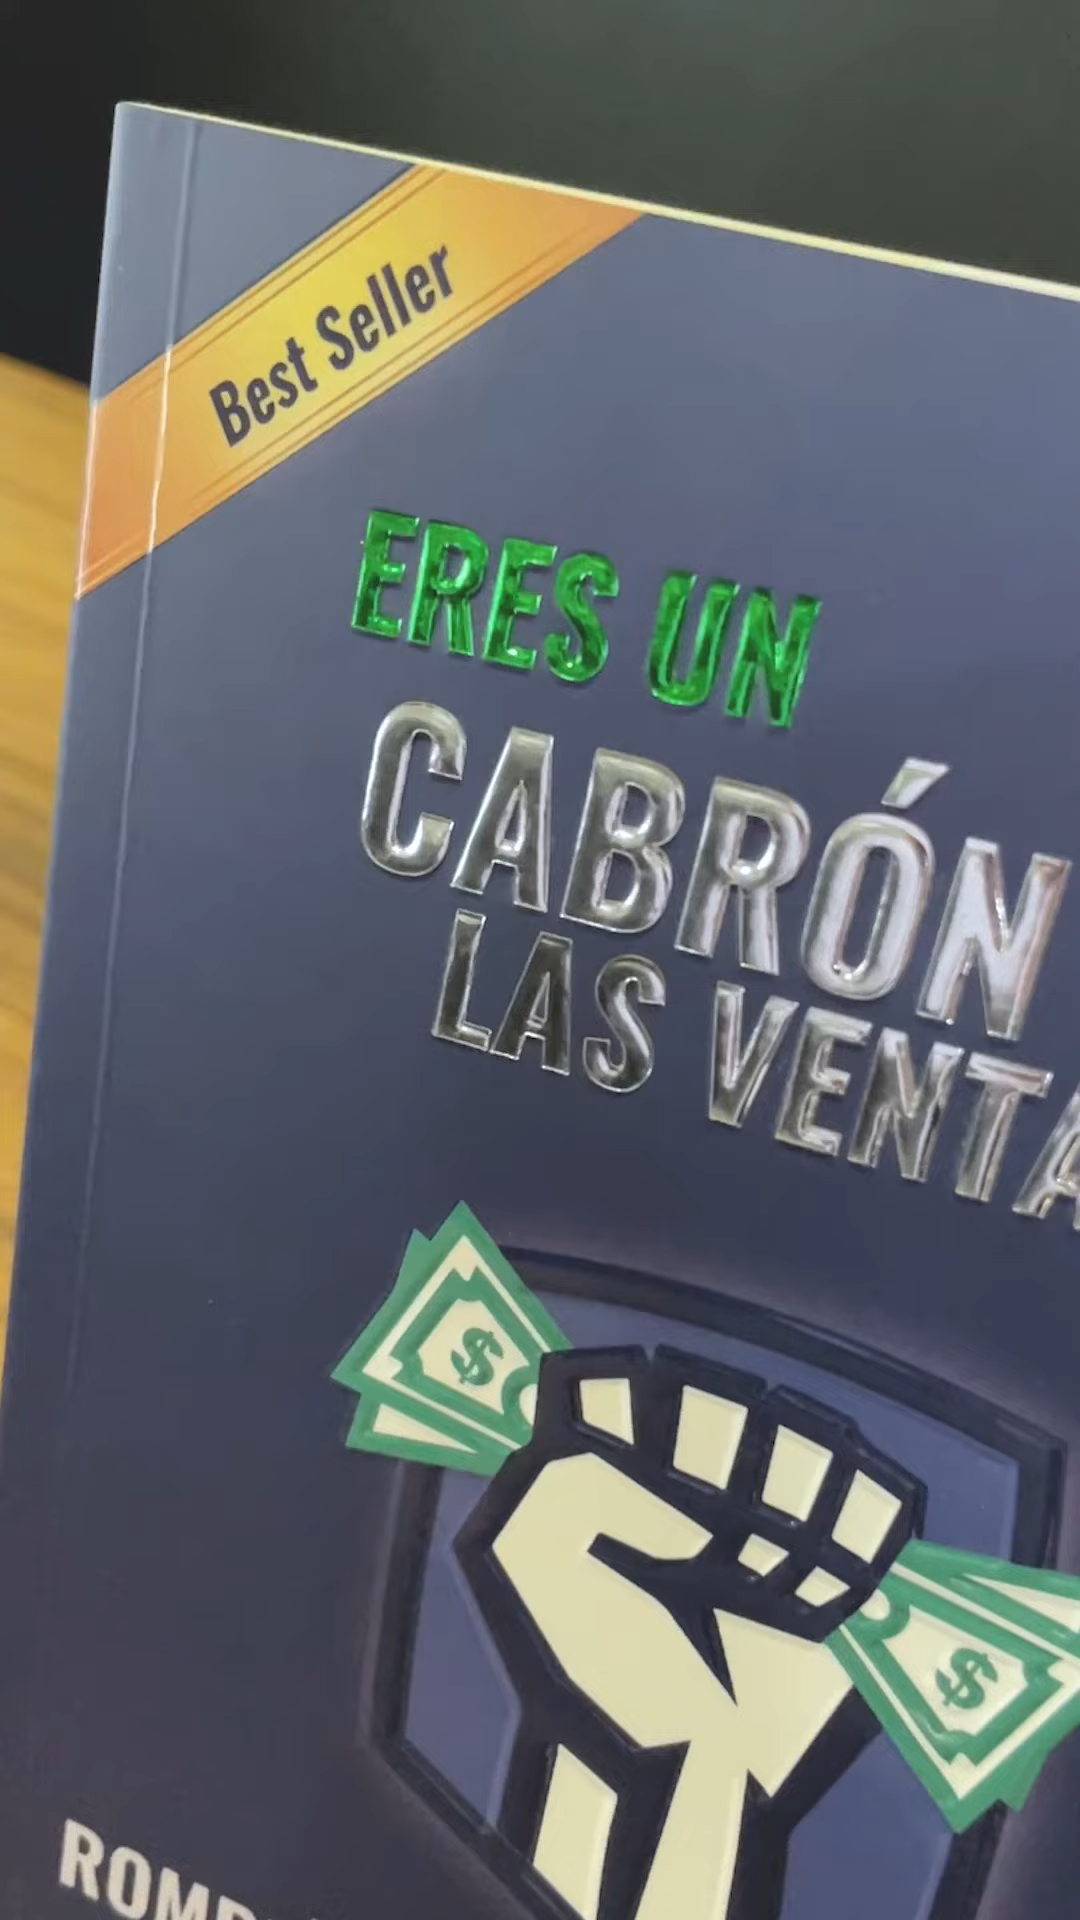 Best Seller
ERES UN
CABRÓN
LAS VENTA
$
$